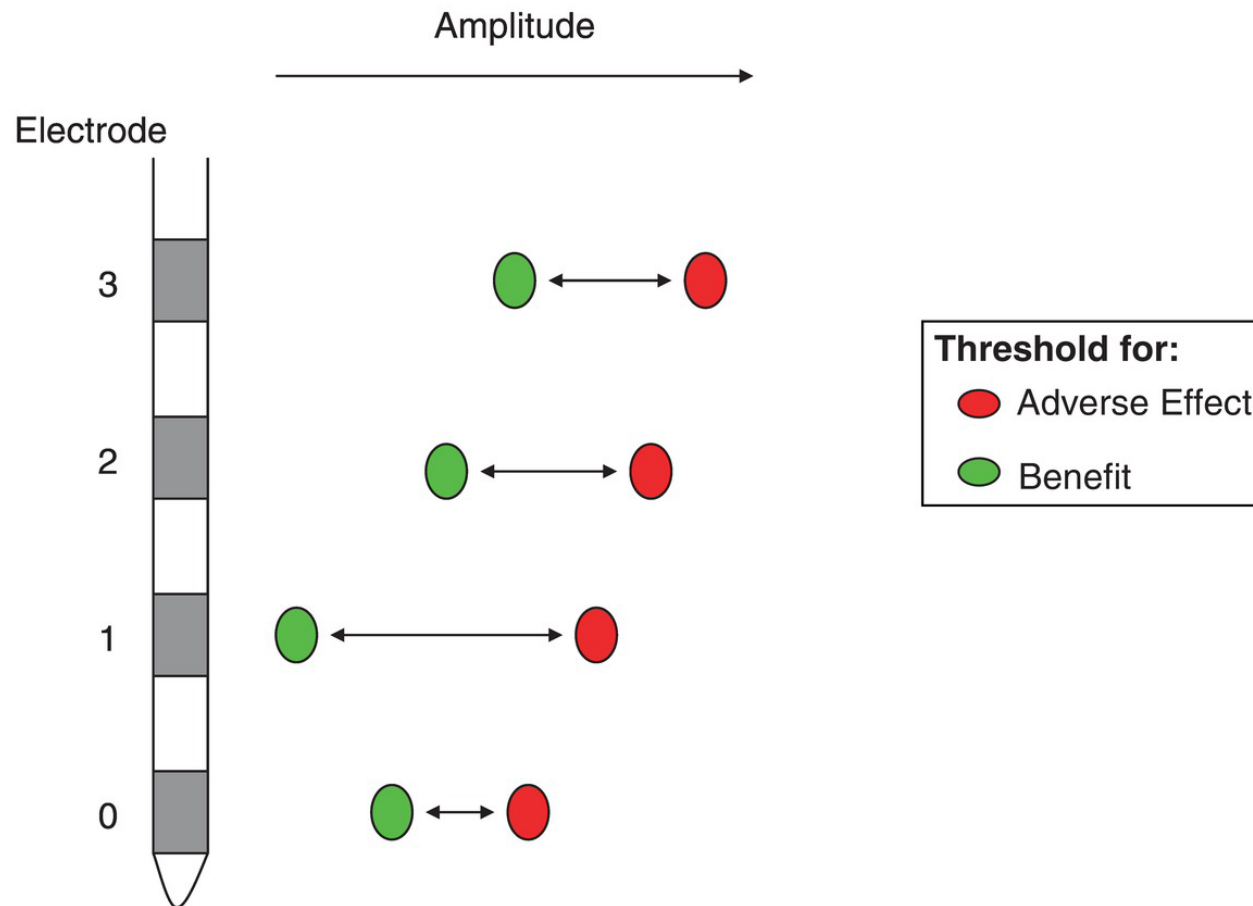 Amplitude
Electrode
3
2
1
0
Threshold for:
Adverse Effect
Benefit